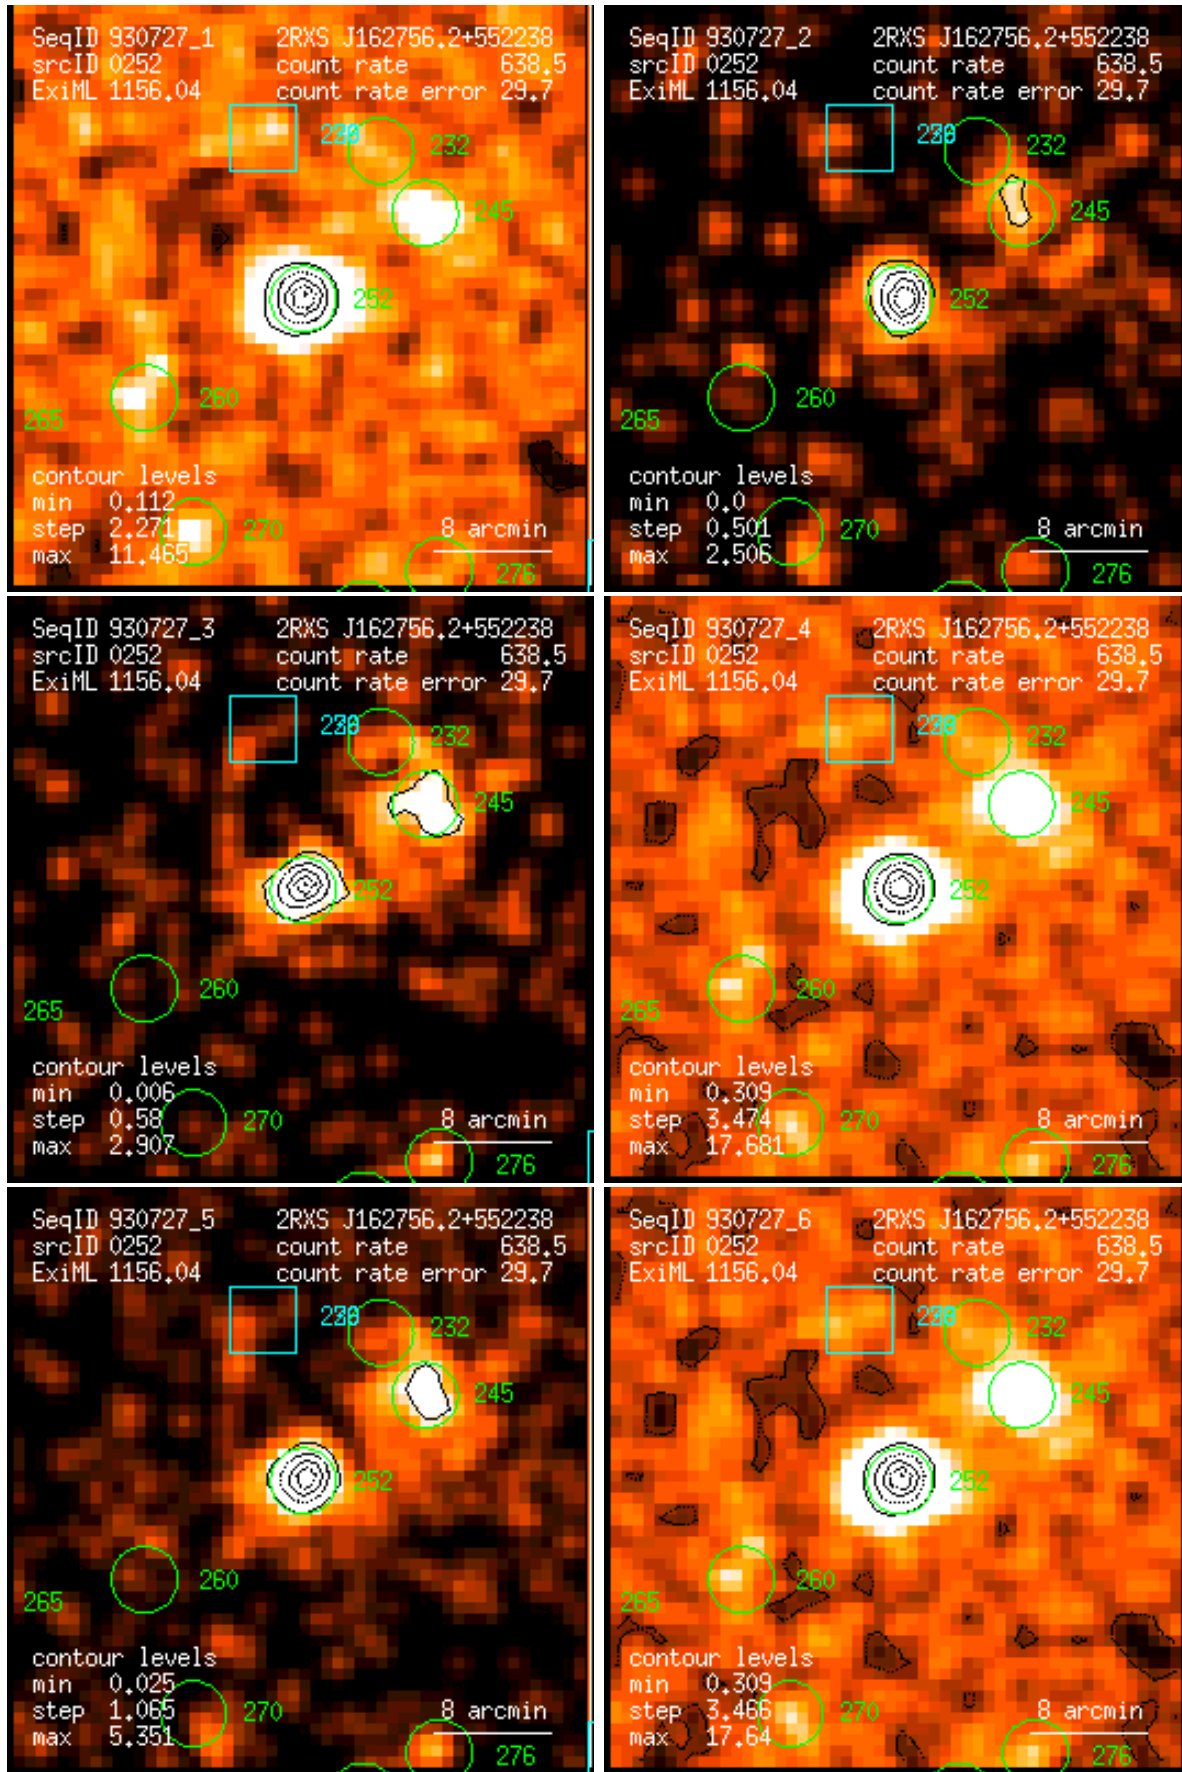 SeqID 930727_1 2RXS J162756.2+552238
srcID 0252 count rate 638.5
ExiML 1156.04 count rate error 29.7
232
245
252
260
265
contour levels
min 0.112
step 2.271 270 8 arcmin
max 11.465
276
SeqID 930727_2 2RXS J162756.2+552238
srcID 0252 count rate 638.5
ExiML 1156.04 count rate error 29.7
232
245
252
260
265
contour levels
min 0.0
step 0.501 270 8 arcmin
max 2.506
276
SeqID 930727_3 2RXS J162756.2+552238
srcID 0252 count rate 638.5
ExiML 1156.04 count rate error 29.7
232
245
252
260
265
contour levels
min 0.006
step 0.58 270 8 arcmin
max 2.907
276
SeqID 930727_4 2RXS J162756.2+552238
srcID 0252 count rate 638.5
ExiML 1156.04 count rate error 29.7
232
245
252
260
265
contour levels
min 0.309
step 3.474 270 8 arcmin
max 17.681
276
SeqID 930727_5 2RXS J162756.2+552238
srcID 0252 count rate 638.5
ExiML 1156.04 count rate error 29.7
232
245
252
260
265
contour levels
min 0.025
step 1.065 270 8 arcmin
max 5.351
276
SeqID 930727_6 2RXS J162756.2+552238
srcID 0252 count rate 638.5
ExiML 1156.04 count rate error 29.7
232
245
252
260
265
contour levels
min 0.309
step 3.466 270 8 arcmin
max 17.64
276